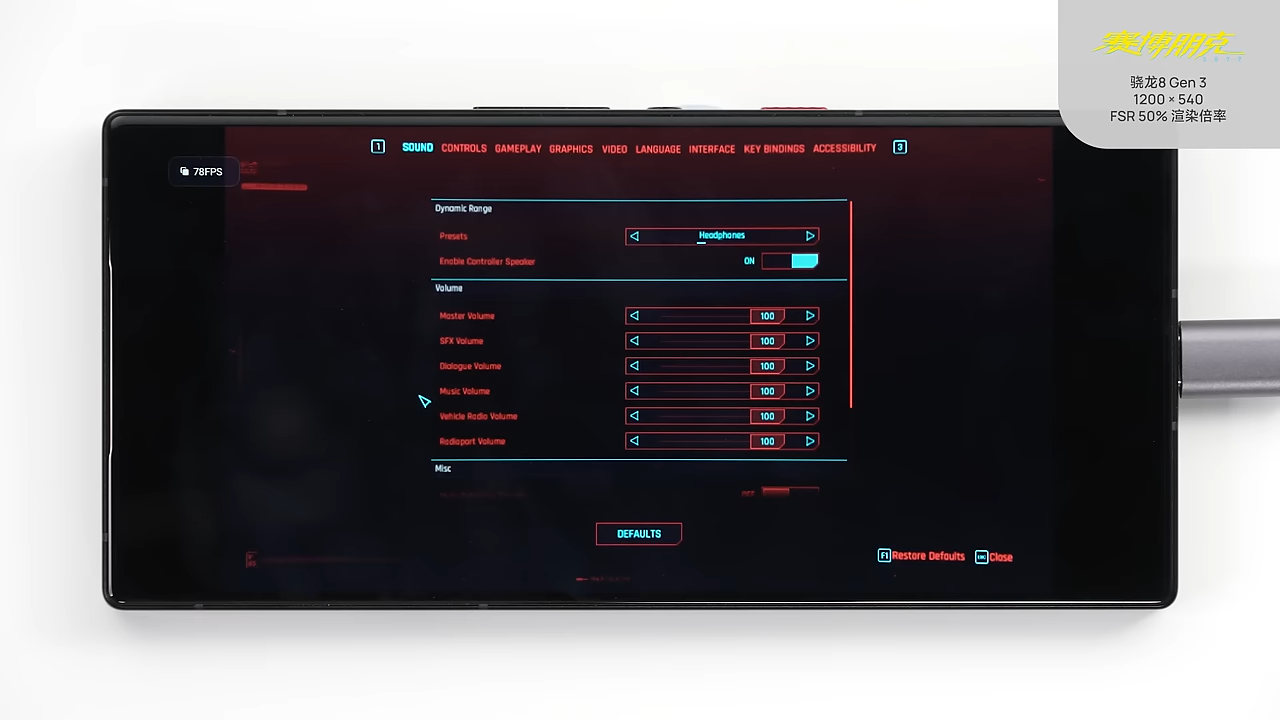 赛博朋克
2077
骁龙8 Gen 3
1200 × 540
FSR 50% 渲染倍率
1 SOUND CONTROLS GAMEPLAY GRAPHICS VIDEO LANGUAGE INTERFACE KEY BINDINGS ACCESSIBILITY 3
78FPS
Dynamic Range
Presets Headphones
Enable Controller Speaker ON
Volume
Master Volume 100
SFX Volume 100
Dialogue Volume 100
Music Volume 100
Vehicle Radio Volume 100
Radioport Volume 100
Misc
OFF
DEFAULTS
F1 Restore Defaults ESC Close